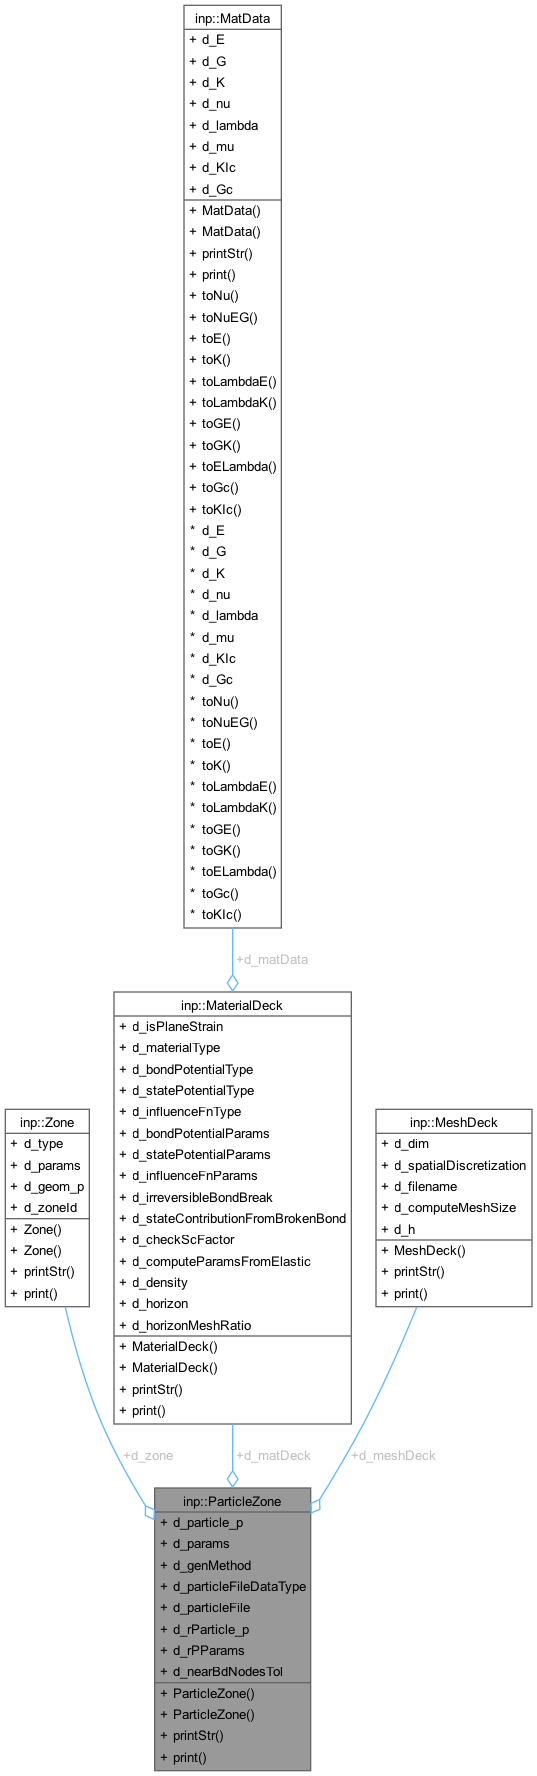 inp::MatData
+ d_E
+ d_G
+ d_K
+ d_nu
+ d_lambda
+ d_mu
+ d_KIc
+ d_Gc
+ MatData()
+ MatData()
+ printStr()
+ print()
+ toNu()
+ toNuEG()
+ toE()
+ toK()
+ toLambdaE()
+ toLambdaK()
+ toGE()
+ toGK()
+ toELambda()
+ toGc()
+ toKIc()
* d_E
* d_G
* d_K
* d_nu
* d_lambda
* d_mu
* d_KIc
* d_Gc
* toNu()
* toNuEG()
* toE()
* toK()
* toLambdaE()
* toLambdaK()
* toGE()
* toGK()
* toELambda()
* toGc()
* toKIc()
+d_matData
inp::MaterialDeck
+ d_isPlaneStrain
+ d_materialType
+ d_bondPotentialType
+ d_statePotentialType
+ d_influenceFnType
+ d_bondPotentialParams
+ d_statePotentialParams
+ d_influenceFnParams
+ d_irreversibleBondBreak
+ d_stateContributionFromBrokenBond
+ d_checkScFactor
+ d_computeParamsFromElastic
+ d_density
+ d_horizon
+ d_horizonMeshRatio
+ MaterialDeck()
+ MaterialDeck()
+ printStr()
+ print()
inp::Zone
+ d_type
+ d_params
+ d_geom_p
+ d_zoneId
+ Zone()
+ Zone()
+ printStr()
+ print()
inp::MeshDeck
+ d_dim
+ d_spatialDiscretization
+ d_filename
+ d_computeMeshSize
+ d_h
+ MeshDeck()
+ printStr()
+ print()
+d_zone
+d_matDeck
+d_meshDeck
inp::ParticleZone
+ d_particle_p
+ d_params
+ d_genMethod
+ d_particleFileDataType
+ d_particleFile
+ d_rParticle_p
+ d_rPParams
+ d_nearBdNodesTol
+ ParticleZone()
+ ParticleZone()
+ printStr()
+ print()